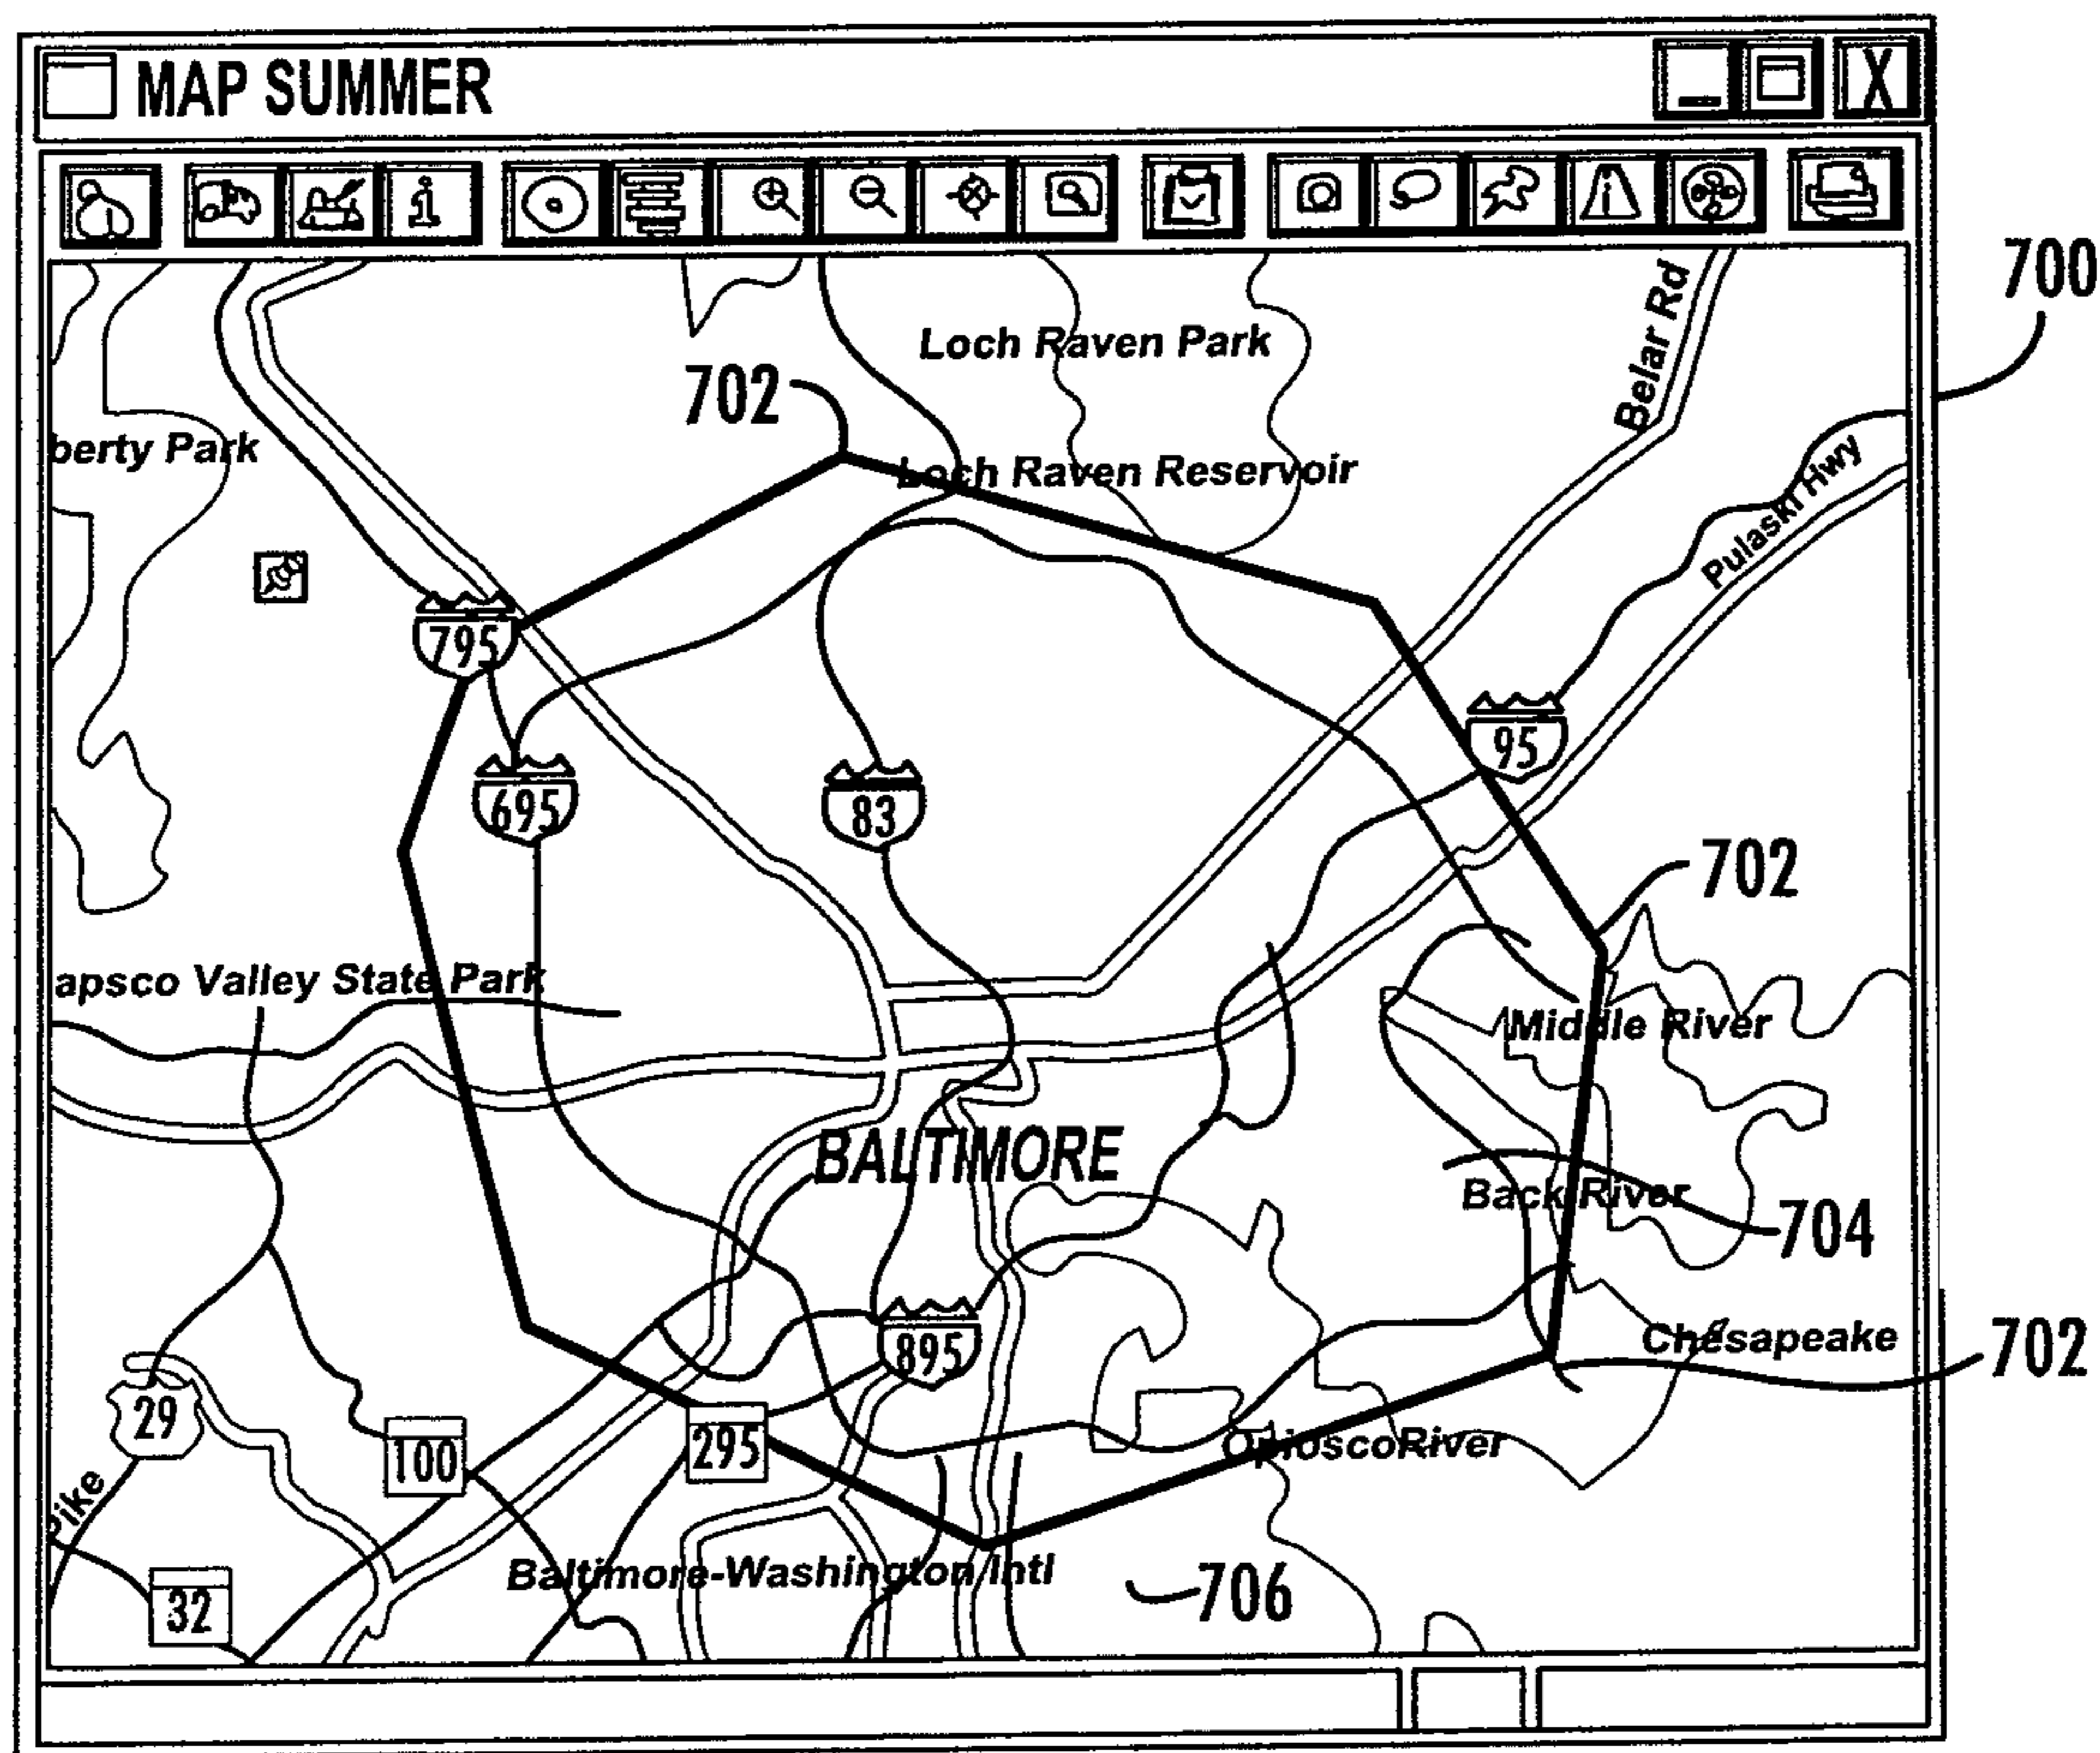 MAP SUMMER
X
700
Loch Raven Park
Belar Rd
702
berty Park
Loch Raven Reservoir
Pulaski Hwy
795
95
695
83
702
apsco Valley State Park
Middle River
BALTIMORE
Back River
704
Chesapeake
702
895
29
100
295
River
Pike
Baltimore-Washington Intl
706
32